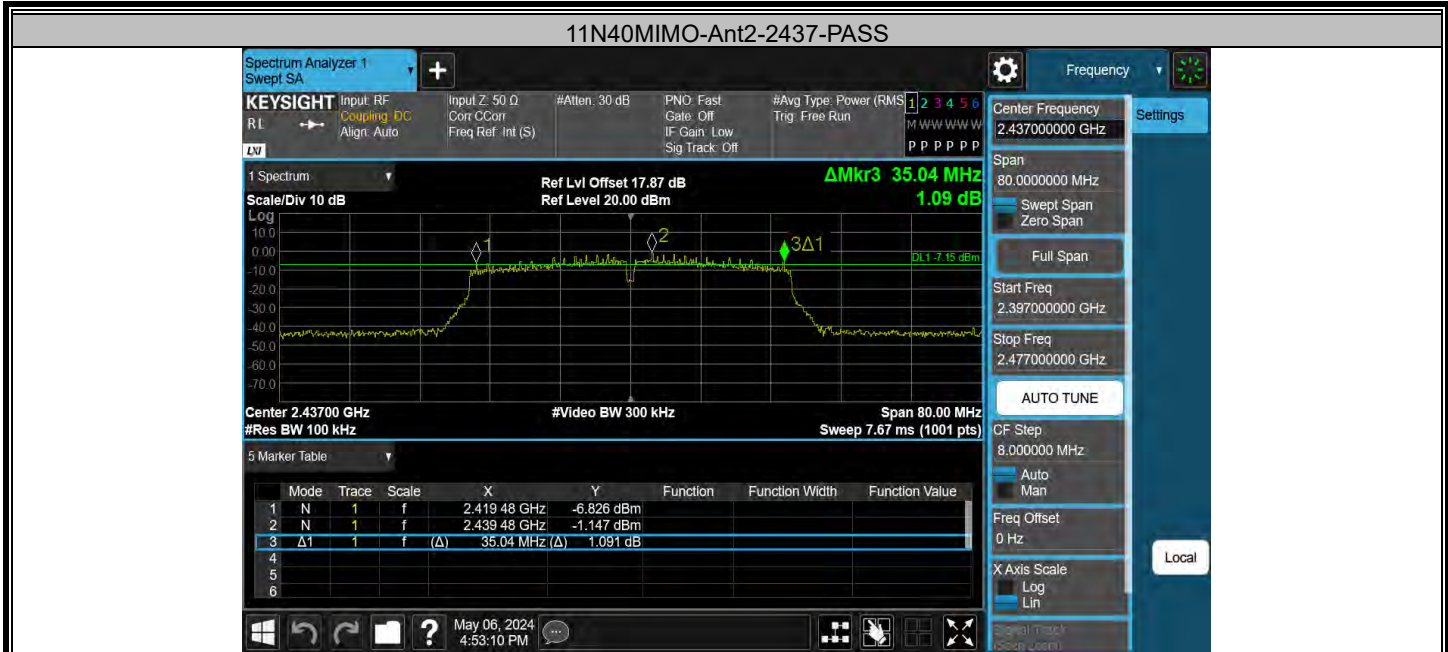 11N40MIMO-Ant2-2437-PASS
Spectrum Analyzer 1
Swept SA
+
Frequency
KEYSIGHT
RL
LXI
Input: RF
Coupling: DC
Align: Auto
Input Z: 50 Ω
Corr CCorr
Freq Ref: Int (S)
#Atten: 30 dB
PNO: Fast
Gate: Off
IF Gain: Low
Sig Track: Off
#Avg Type: Power (RMS
Trig: Free Run
1 2 3 4 5 6
M W W W W W
P P P P P P
1 Spectrum
Scale/Div 10 dB
Ref Lvl Offset 17.87 dB
Ref Level 20.00 dBm
ΔMkr3 35.04 MHz
1.09 dB
Log
10.0
0.00
-10.0
-20.0
-30.0
-40.0
-50.0
-60.0
-70.0
1
2
3Δ1
DL1 -7.15 dBm
Center 2.43700 GHz
#Res BW 100 kHz
#Video BW 300 kHz
Span 80.00 MHz
Sweep 7.67 ms (1001 pts)
5 Marker Table
Mode Trace Scale X Y Function Function Width Function Value
1 N 1 f 2.419 48 GHz -6.826 dBm
2 N 1 f 2.439 48 GHz -1.147 dBm
3 Δ1 1 f (Δ) 35.04 MHz (Δ) 1.091 dB
4
5
6
?
May 06, 2024
4:53:10 PM
Center Frequency
2.437000000 GHz
Settings
Span
80.0000000 MHz
Swept Span
Zero Span
Full Span
Start Freq
2.397000000 GHz
Stop Freq
2.477000000 GHz
AUTO TUNE
CF Step
8.000000 MHz
Auto
Man
Freq Offset
0 Hz
X Axis Scale
Log
Lin
Local
Signal Track
(Span Zoom)